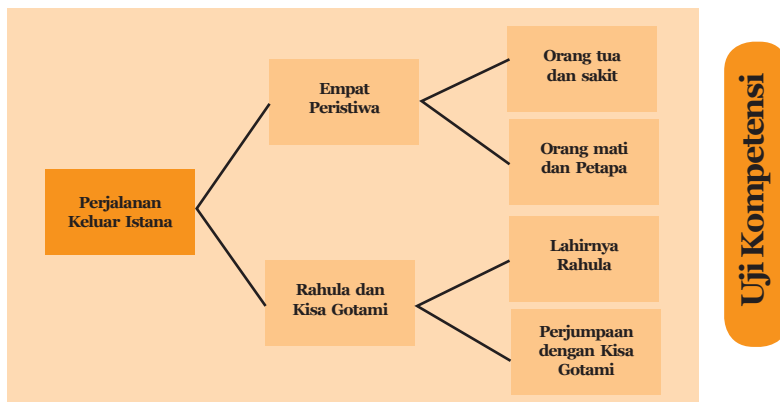 Perjalanan
Keluar Istana
Empat
Peristiwa
Orang tua
dan sakit
Orang mati
dan Petapa
Rahula dan
Kisa Gotami
Lahirnya
Rahula
Perjumpaan
dengan Kisa
Gotami
Uji Kompetensi